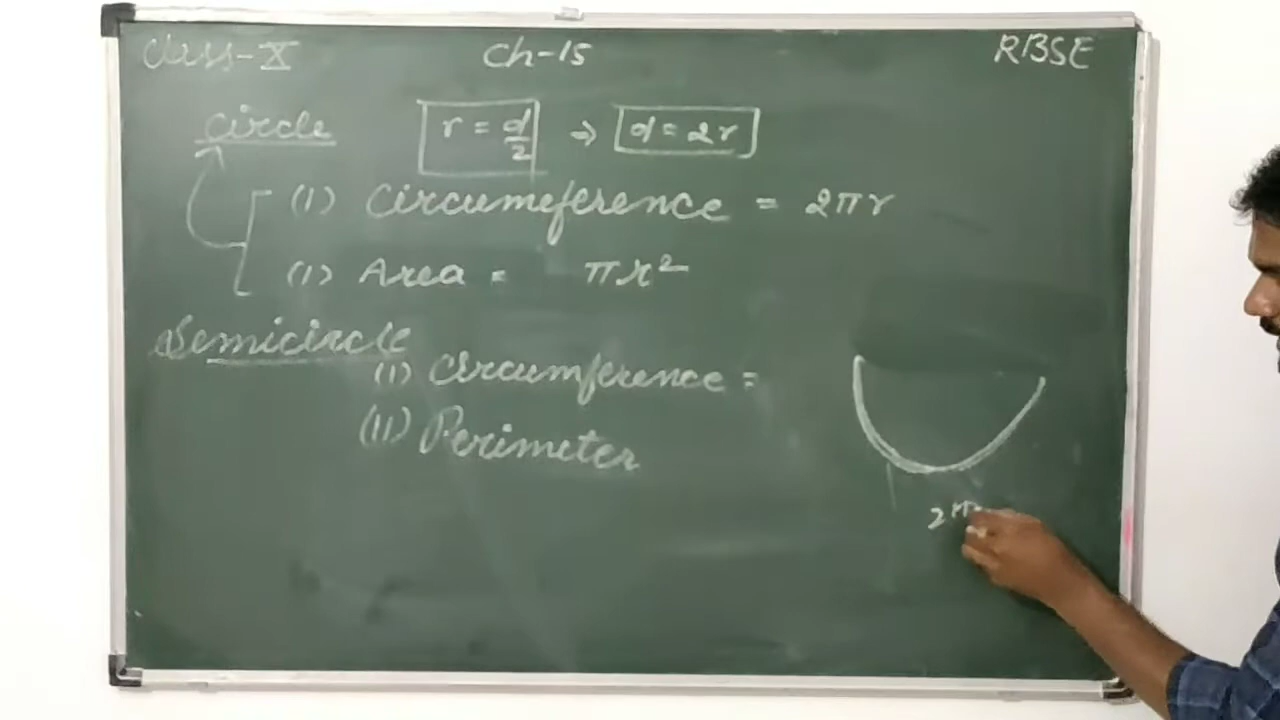 Class-X Ch-15 RBSE
Circle r = d/2 ⇒ d = 2r
(1) Circumeference = 2πr
(1) Area = πr²
Semicircle
(1) Circumference =
(11) Perimeter
2π